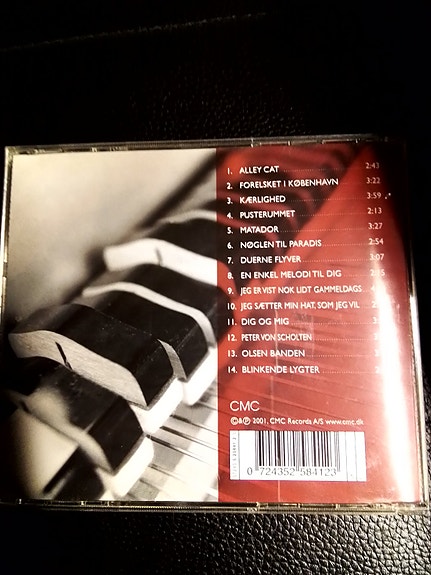 1. ALLEY CAT 2:43
2. FORELSKET I KØBENHAVN 3:22
3. KÆRLIGHED 3:59
4. PUSTERUMMET 2:13
5. MATADOR 3:27
6. NØGLEN TIL PARADIS 2:54
7. DUERNE FLYVER 3:07
8. EN ENKEL MELODI TIL DIG
9. JEG ER VIST NOK LIDT GAMMELDAGS
10. JEG SÆTTER MIN HAT, SOM JEG VIL
11. DIG OG MIG
12. PETER VON SCHOLTEN
13. OLSEN BANDEN
14. BLINKENDE LYGTER
CMC
©&℗ 2001, CMC Records A/S www.cmc.dk
0 724352 584123